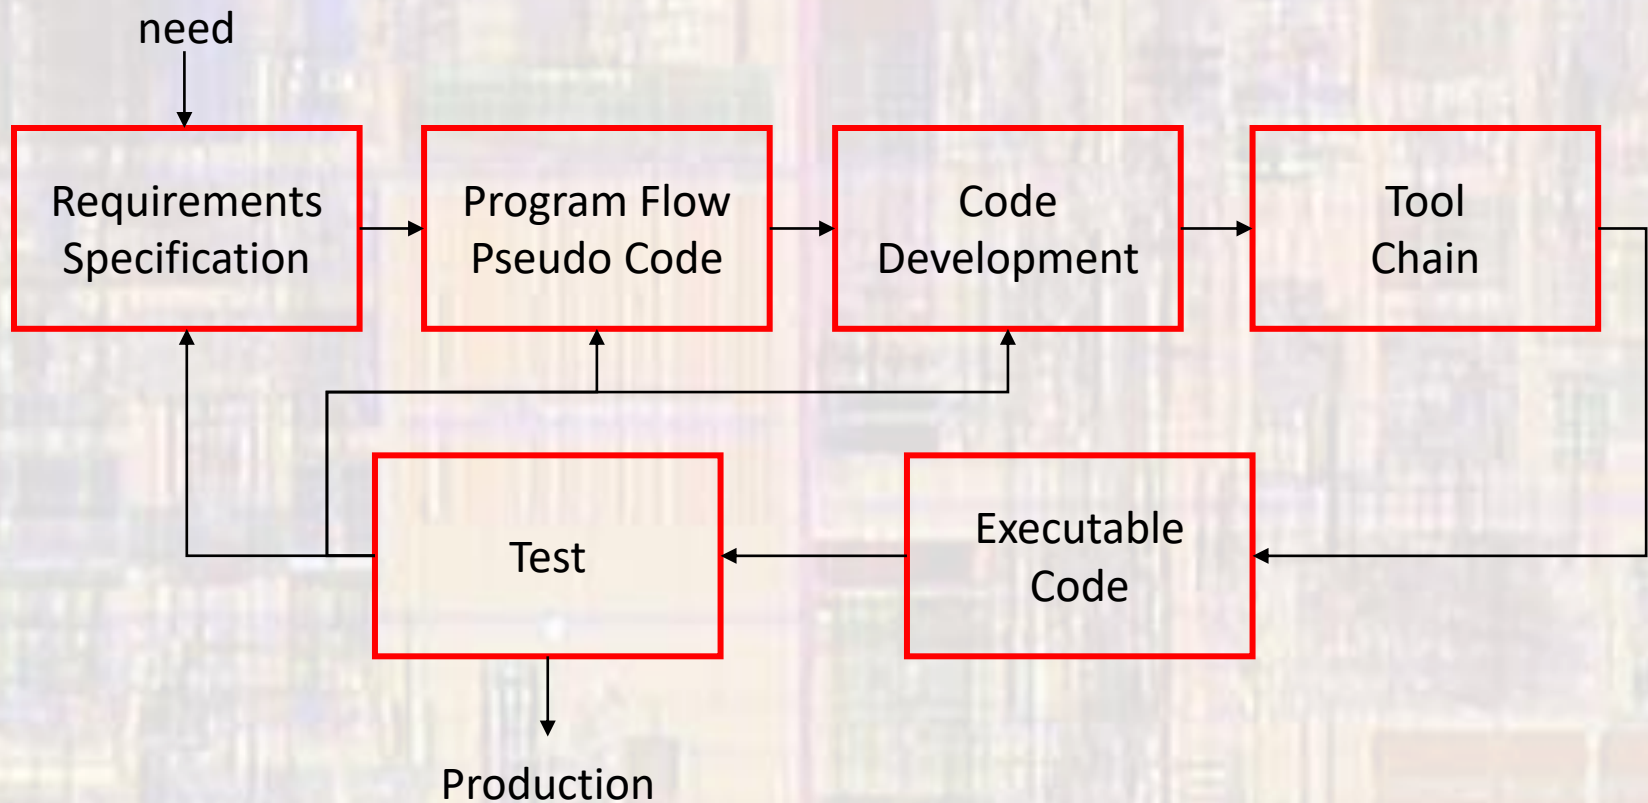 need
Requirements
Specification
Program Flow
Pseudo Code
Code
Development
Tool
Chain
Test
Executable
Code
Production